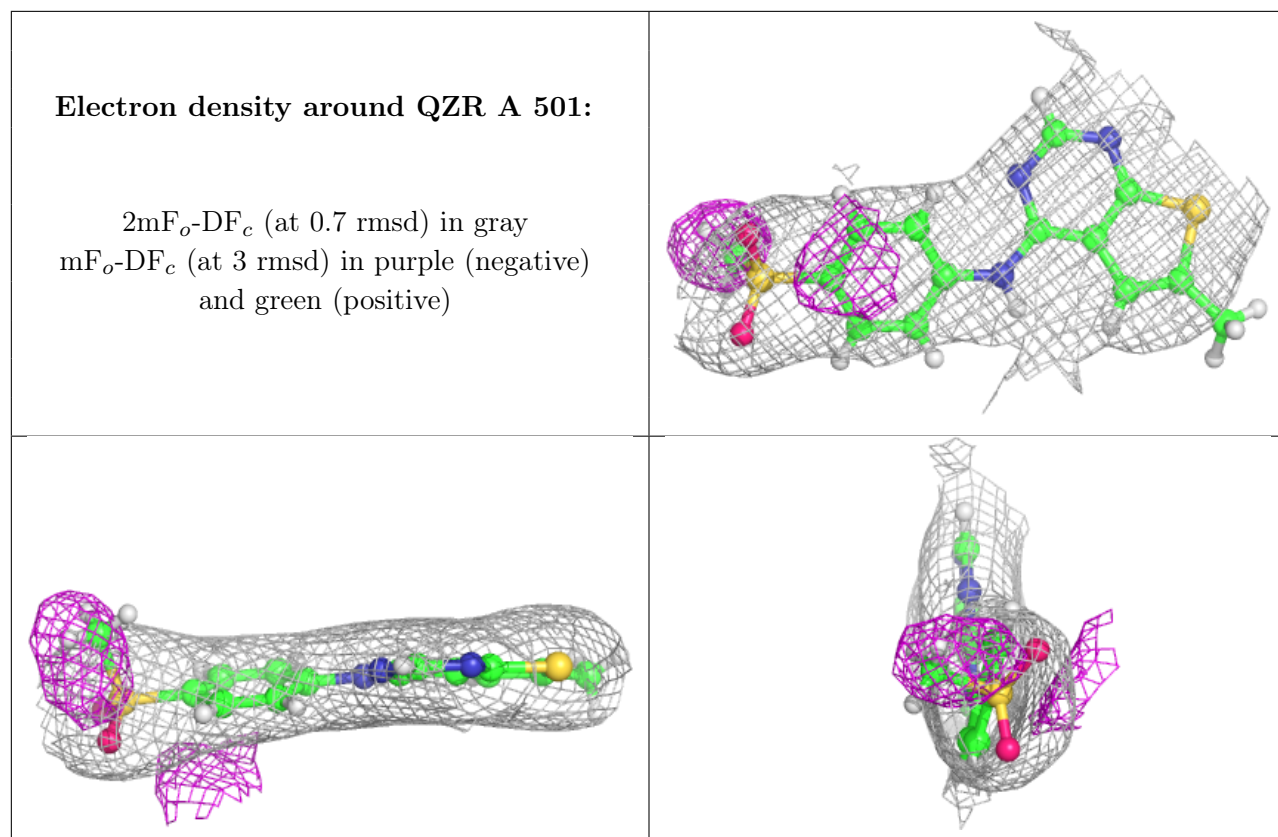 Electron density around QZR A 501:
2mFo-DFc (at 0.7 rmsd) in gray
mFo-DFc (at 3 rmsd) in purple (negative)
and green (positive)